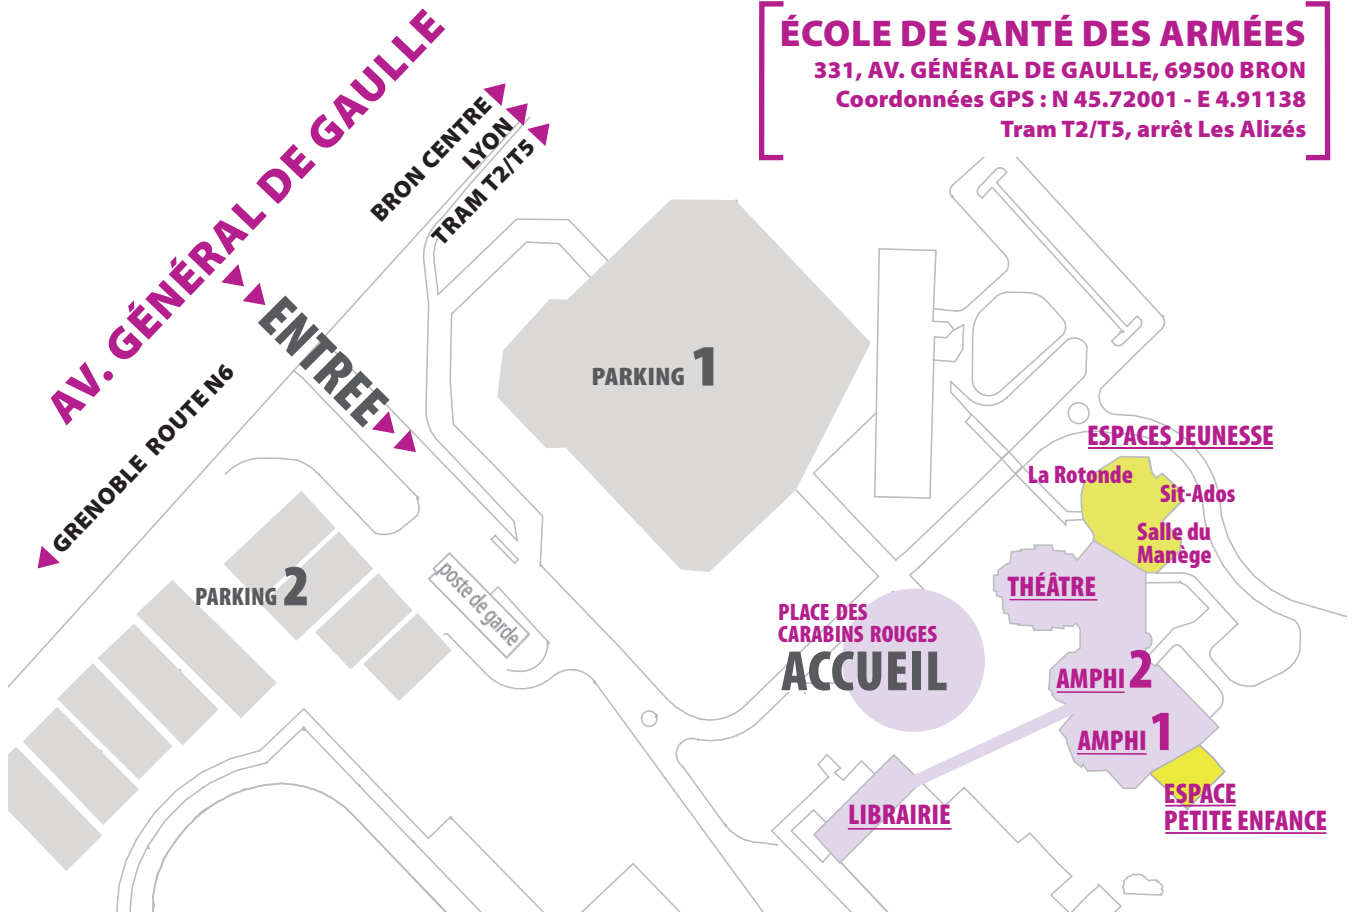 ÉCOLE DE SANTÉ DES ARMÉES
331, AV. GÉNÉRAL DE GAULLE, 69500 BRON
Coordonnées GPS : N 45.72001 - E 4.91138
Tram T2/T5, arrêt Les Alizés
AV. GÉNÉRAL DE GAULLE
BRON CENTRE
LYON
TRAM T2/T5
ENTREE
GRENOBLE ROUTE N6
PARKING 1
PARKING 2
poste de garde
ESPACES JEUNESSE
La Rotonde
Sit-Ados
Salle du
Manège
THÉÂTRE
PLACE DES
CARABINS ROUGES
ACCUEIL
AMPHI 2
AMPHI 1
LIBRAIRIE
ESPACE
PETITE ENFANCE